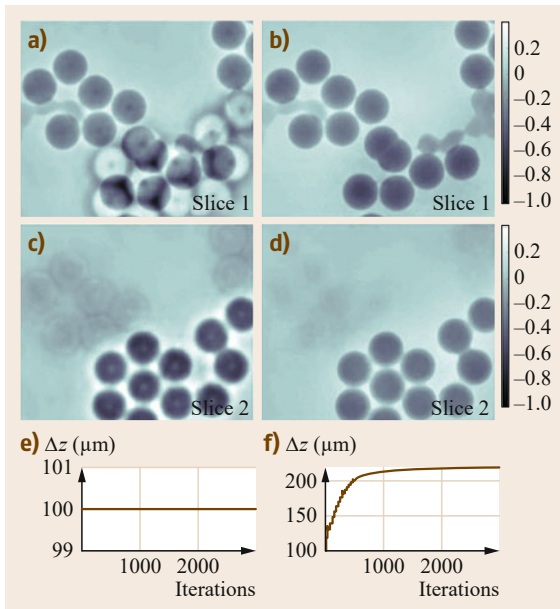 a)
Slice 1
b)
Slice 1
0.2
0
–0.2
–0.4
–0.6
–0.8
–1.0
c)
Slice 2
d)
Slice 2
0.2
0
–0.2
–0.4
–0.6
–0.8
–1.0
e) Δz (μm)
101
100
99
1000 2000
Iterations
f) Δz (μm)
200
150
100
1000 2000
Iterations